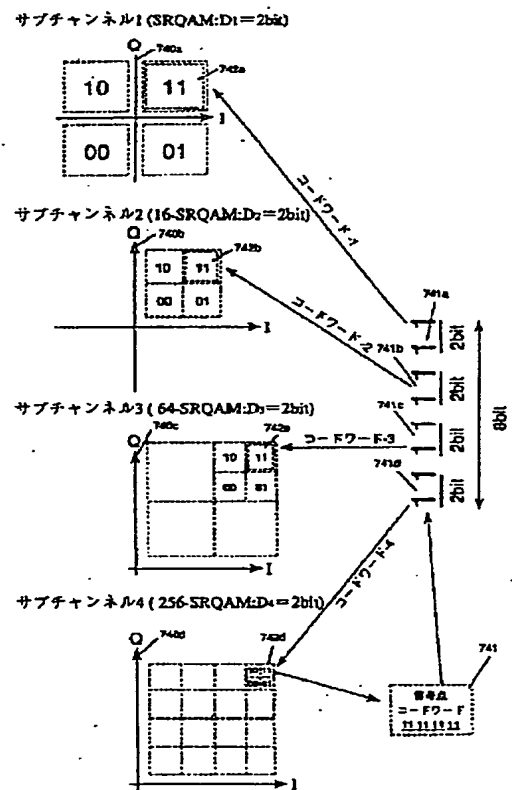 サブチャンネル1 (SRQAM:D1=2bit)
Q
740a
742a
10
11
I
00
01
コードワード-1
サブチャンネル2 (16-SRQAM:D2=2bit)
Q
740b
742b
10
11
00
01
I
コードワード-2
741a
741b
741c
741d
2bit
2bit
2bit
2bit
8bit
サブチャンネル3 (64-SRQAM:D3=2bit)
Q
740c
10
11
00
01
I
コードワード-3
サブチャンネル4 (256-SRQAM:D4=2bit)
Q
740d
742d
I
コードワード-4
741
コードワード
11 11 11 11